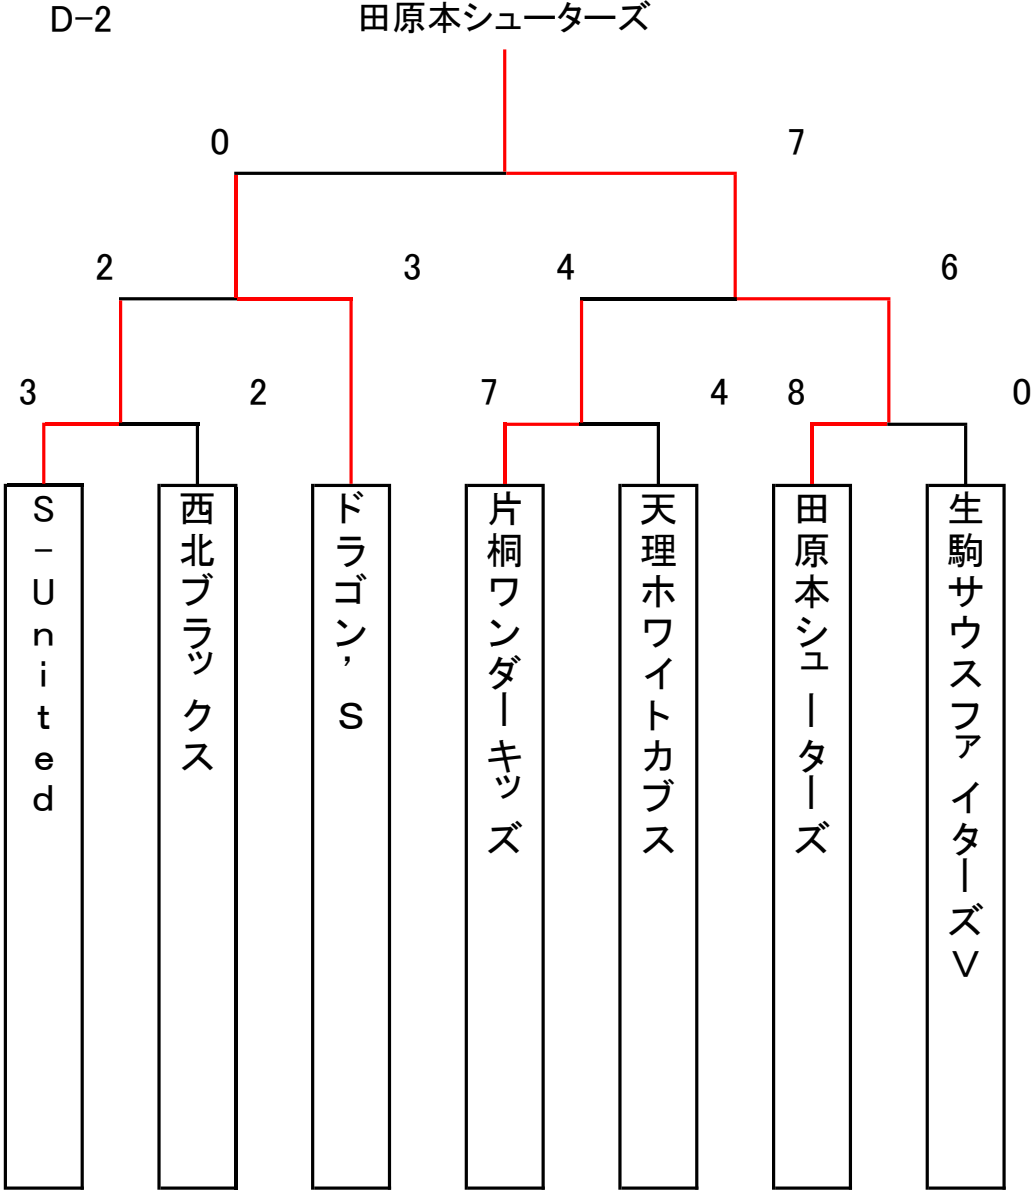 D-2
田原本シューターズ
0
7
2
3
4
6
3
2
7
4
8
0
S-United
西北ブラックス
ドラゴン’S
片桐ワンダーキッズ
天理ホワイトカブス
田原本シューターズ
生駒サウスファイターズV